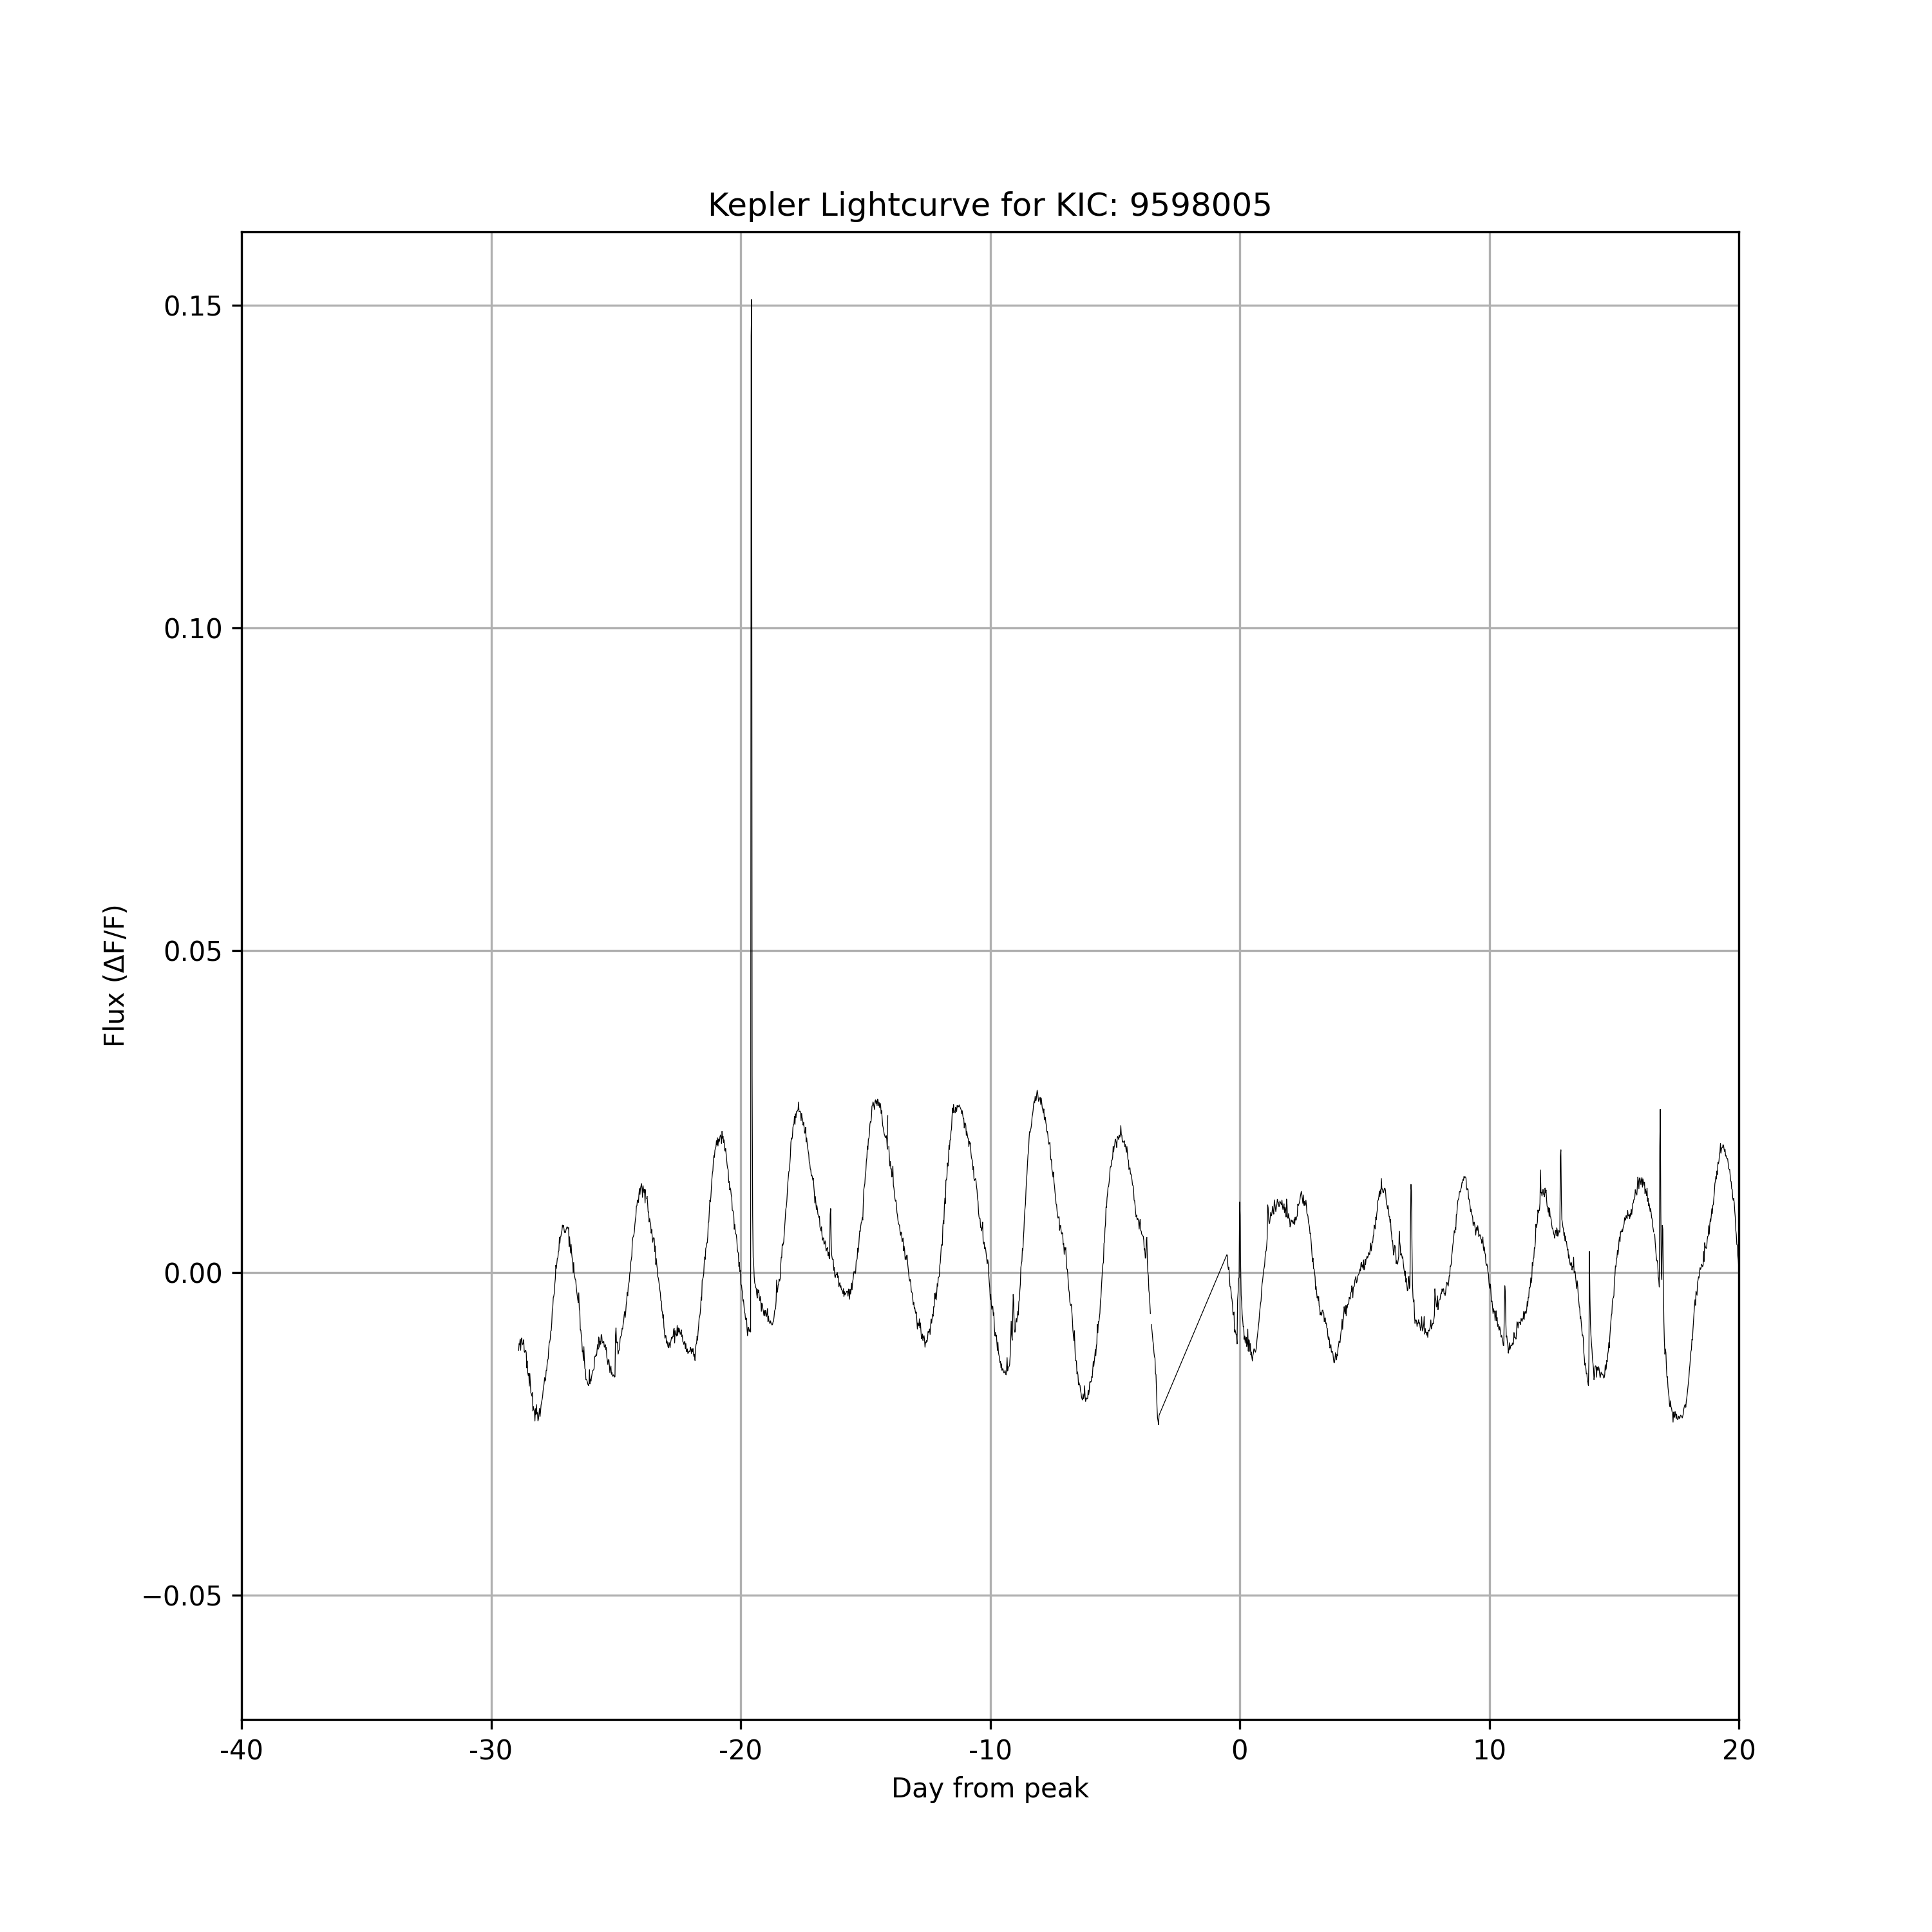 Kepler Lightcurve for KIC: 9598005
0.15
0.10
0.05
0.00
−0.05
Flux (ΔF/F)
-40 -30 -20 -10 0 10 20
Day from peak